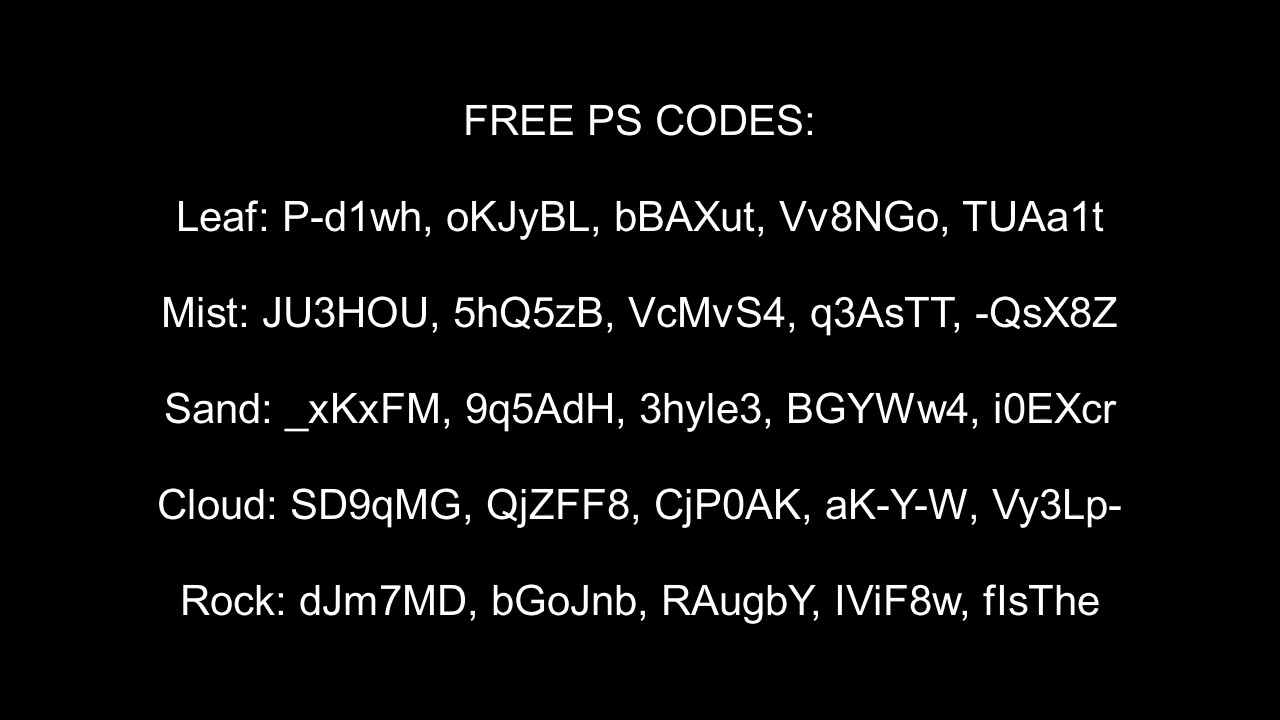 FREE PS CODES:
Leaf: P-d1wh, oKJyBL, bBAXut, Vv8NGo, TUAa1t
Mist: JU3HOU, 5hQ5zB, VcMvS4, q3AsTT, -QsX8Z
Sand: _xKxFM, 9q5AdH, 3hyle3, BGYWw4, i0EXcr
Cloud: SD9qMG, QjZFF8, CjP0AK, aK-Y-W, Vy3Lp-
Rock: dJm7MD, bGoJnb, RAugbY, IViF8w, fIsThe